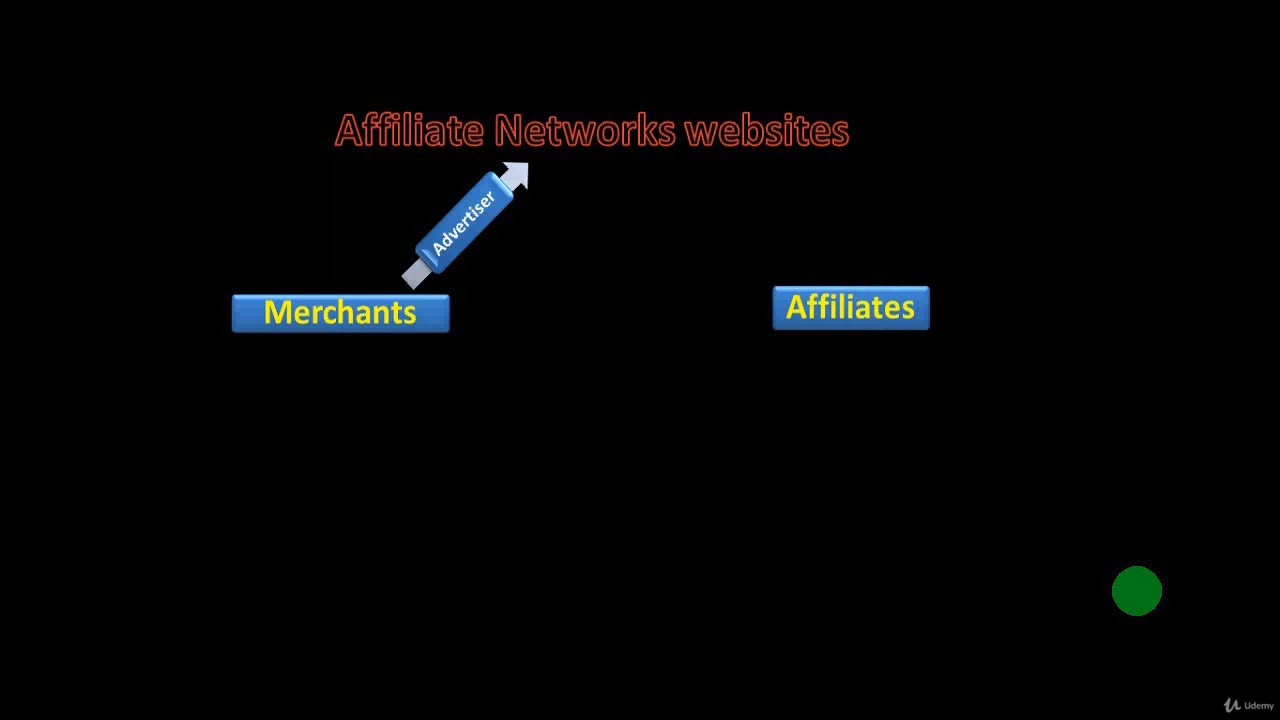 Affiliate Networks websites
Advertiser
Merchants
Affiliates
Udemy